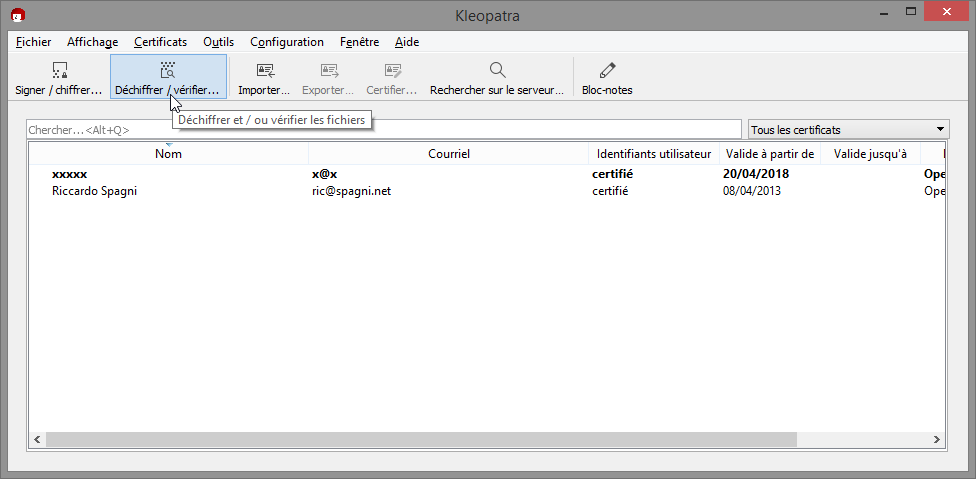 Kleopatra
Fichier Affichage Certificats Outils Configuration Fenêtre Aide
Signer / chiffrer... Déchiffrer / vérifier... Importer... Exporter... Certifier... Rechercher sur le serveur... Bloc-notes
Déchiffrer et / ou vérifier les fichiers
Chercher... <Alt+Q> Tous les certificats
Nom Courriel Identifiants utilisateur Valide à partir de Valide jusqu'à
xxxxx x@x certifié 20/04/2018 Ope
Riccardo Spagni ric@spagni.net certifié 08/04/2013 Ope